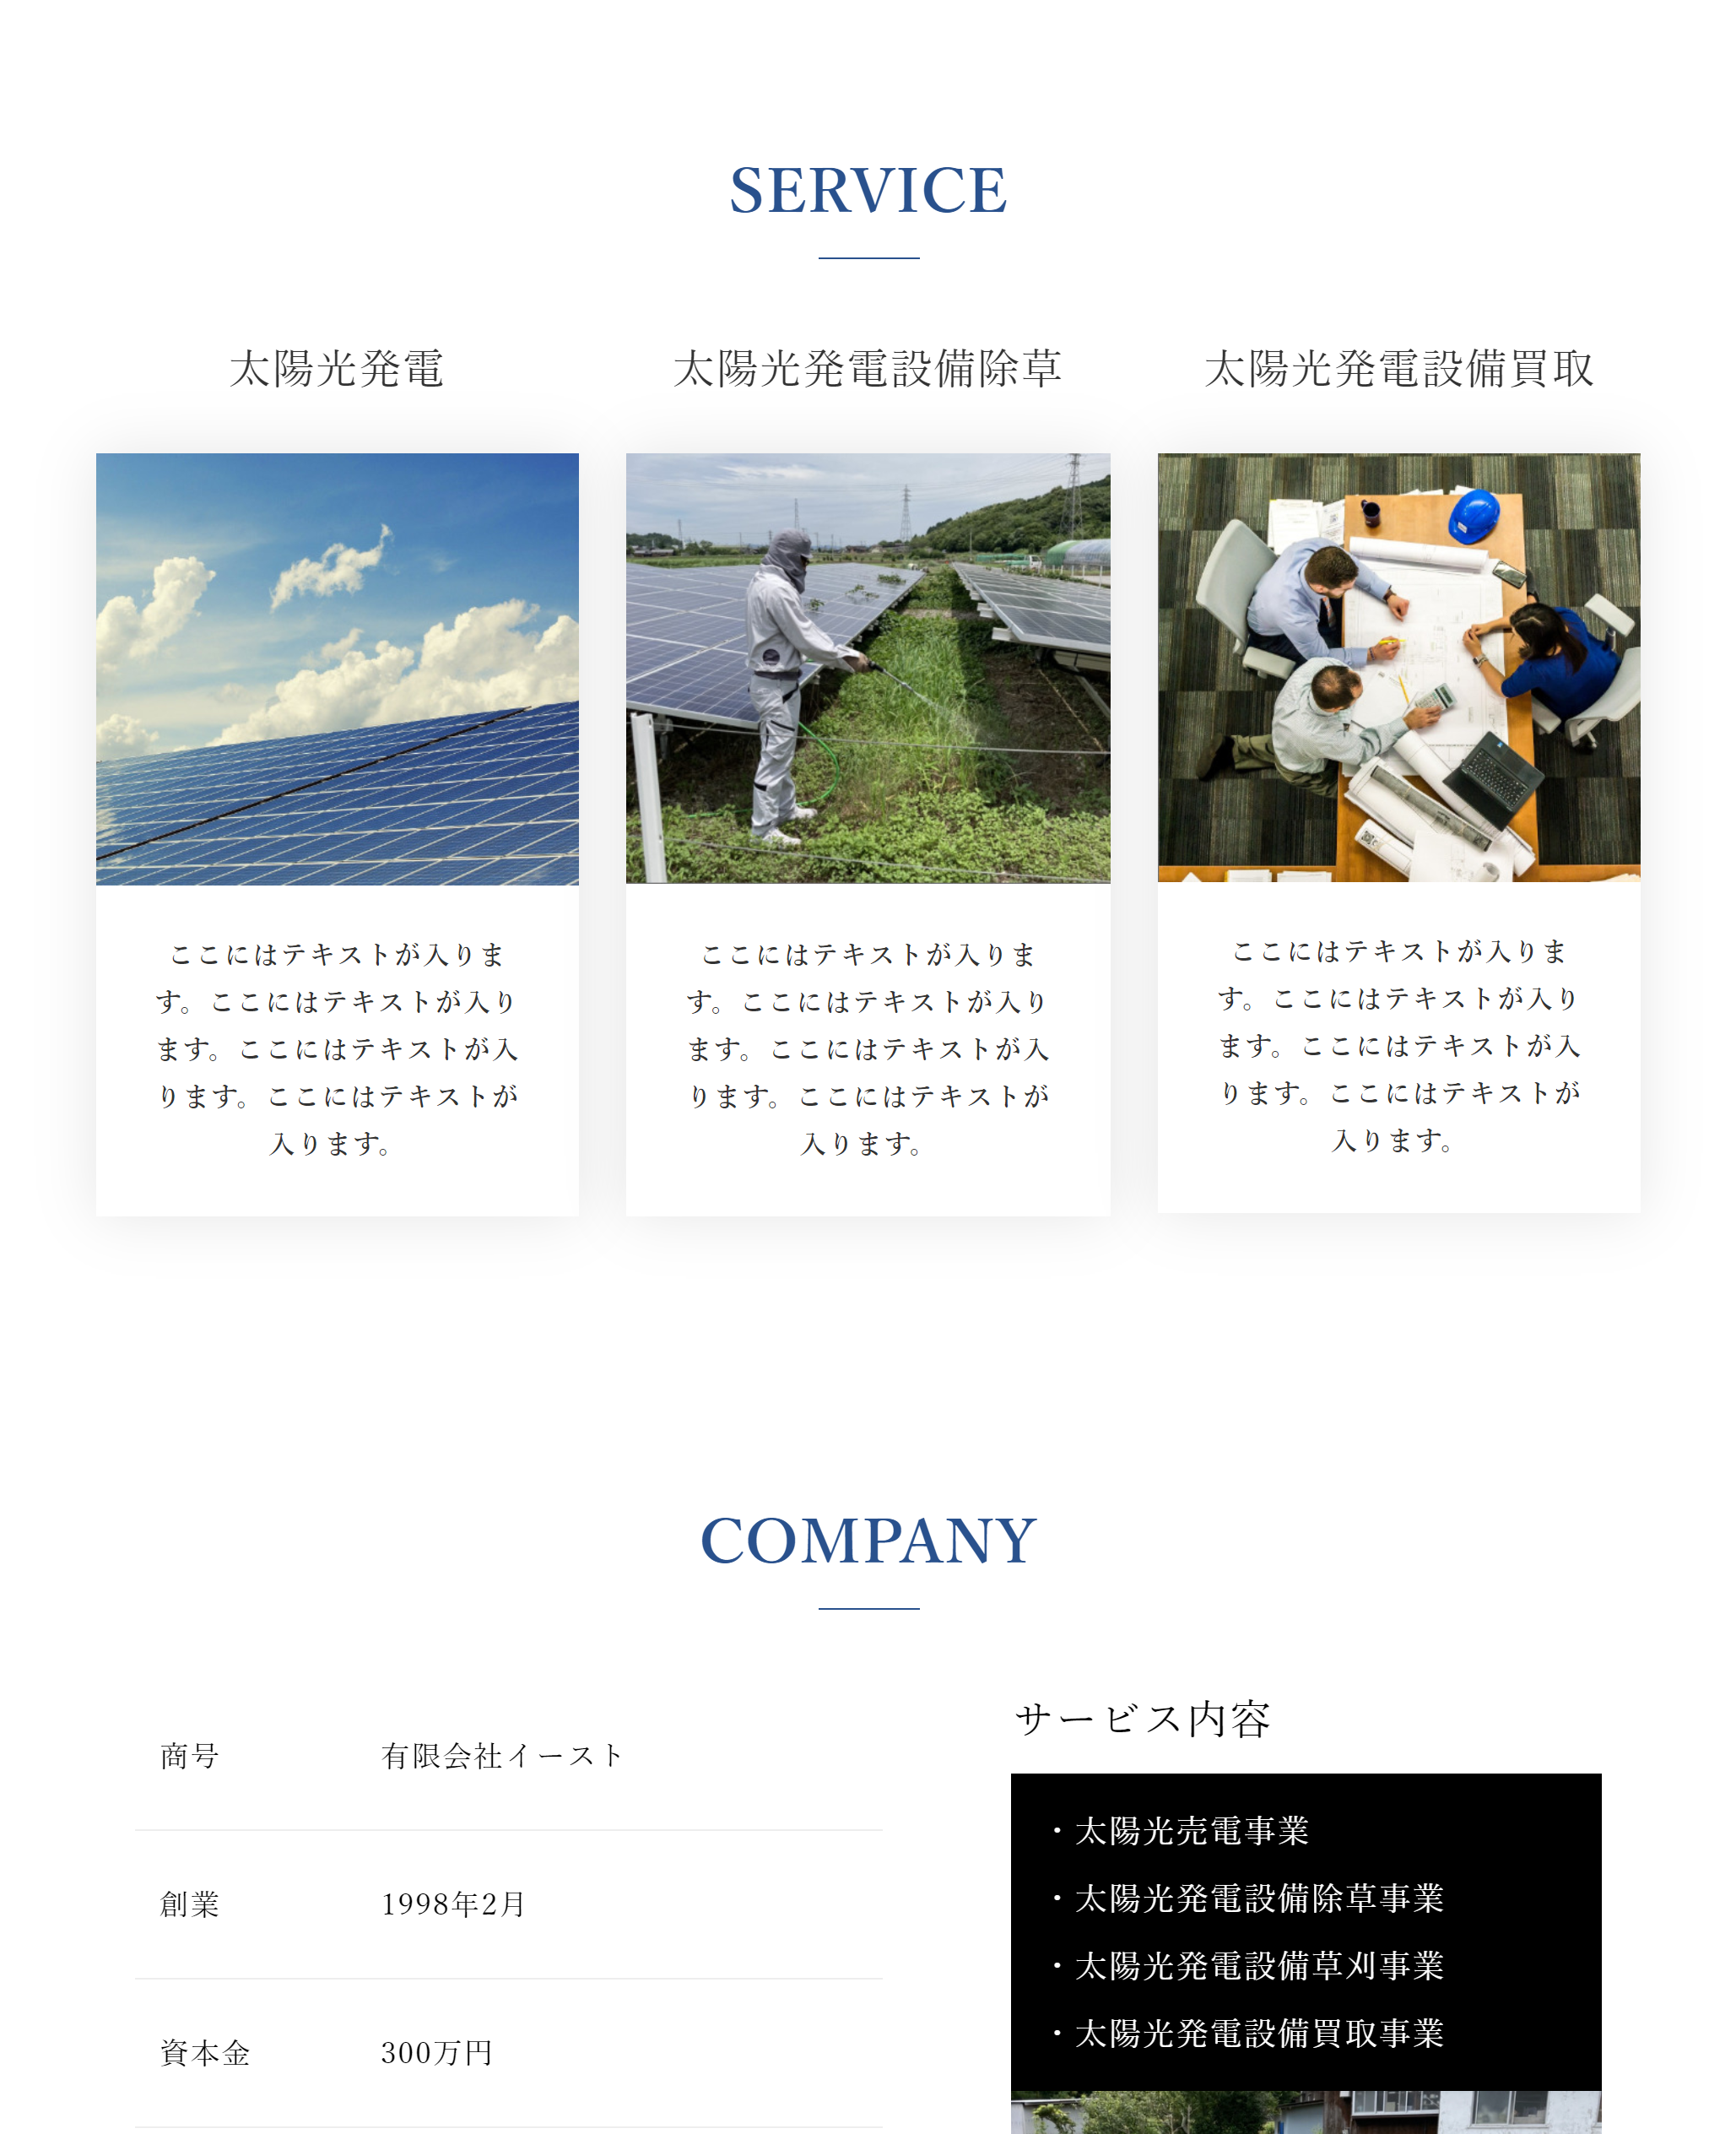 SERVICE
太陽光発電
太陽光発電設備除草
太陽光発電設備買取
ここにはテキストが入りま
す。ここにはテキストが入り
ます。ここにはテキストが入
ります。ここにはテキストが
入ります。
ここにはテキストが入りま
す。ここにはテキストが入り
ます。ここにはテキストが入
ります。ここにはテキストが
入ります。
ここにはテキストが入りま
す。ここにはテキストが入り
ます。ここにはテキストが入
ります。ここにはテキストが
入ります。
COMPANY
商号 有限会社イースト
創業 1998年2月
資本金 300万円
サービス内容
・太陽光売電事業
・太陽光発電設備除草事業
・太陽光発電設備草刈事業
・太陽光発電設備買取事業